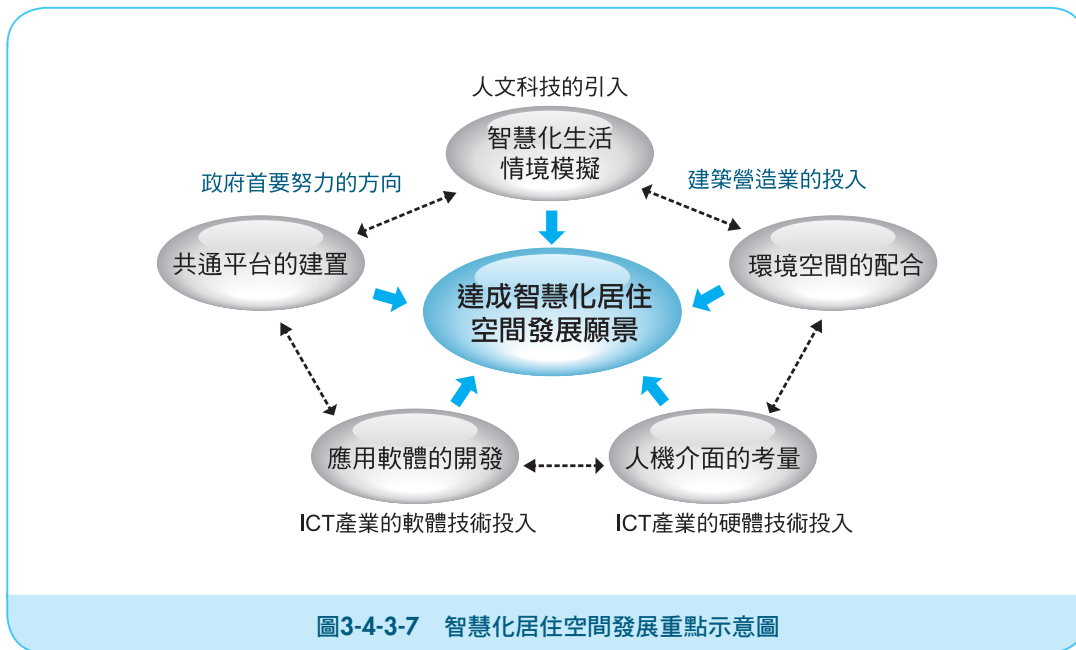 人文科技的引入
智慧化生活
情境模擬
政府首要努力的方向
建築營造業的投入
共通平台的建置
環境空間的配合
達成智慧化居住
空間發展願景
應用軟體的開發
人機介面的考量
ICT產業的軟體技術投入
ICT產業的硬體技術投入
圖3-4-3-7 智慧化居住空間發展重點示意圖